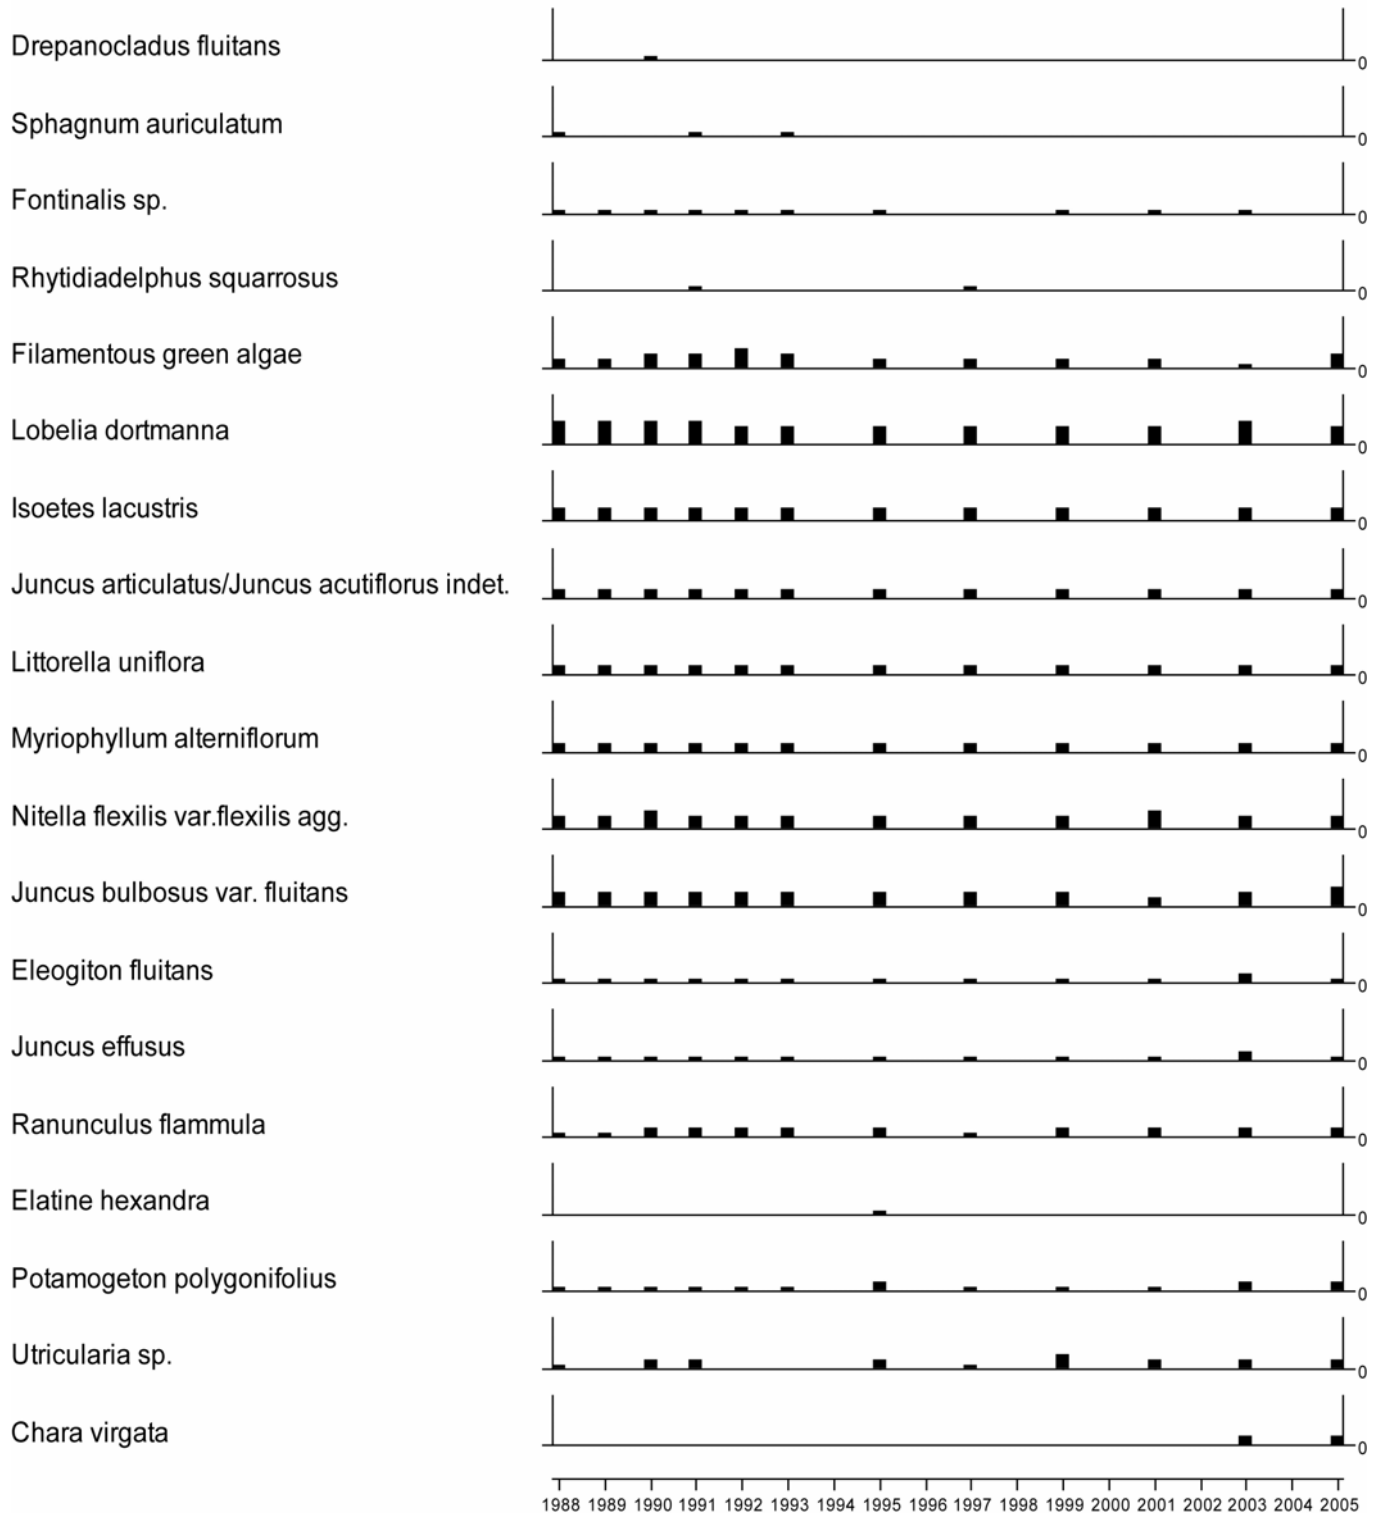 Drepanocladus fluitans 0
Sphagnum auriculatum 0
Fontinalis sp. 0
Rhytidiadelphus squarrosus 0
Filamentous green algae 0
Lobelia dortmanna 0
Isoetes lacustris 0
Juncus articulatus/Juncus acutiflorus indet. 0
Littorella uniflora 0
Myriophyllum alterniflorum 0
Nitella flexilis var.flexilis agg. 0
Juncus bulbosus var. fluitans 0
Eleogiton fluitans 0
Juncus effusus 0
Ranunculus flammula 0
Elatine hexandra 0
Potamogeton polygonifolius 0
Utricularia sp. 0
Chara virgata 0
1988 1989 1990 1991 1992 1993 1994 1995 1996 1997 1998 1999 2000 2001 2002 2003 2004 2005